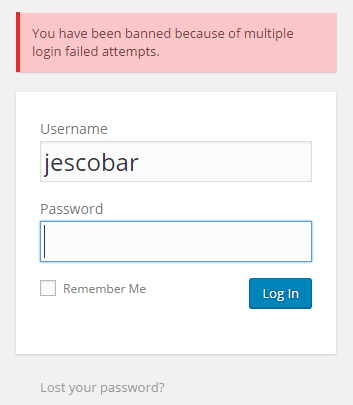 You have been banned because of multiple
login failed attempts.
Username
jescobar
Password
Remember Me
Log In
Lost your password?